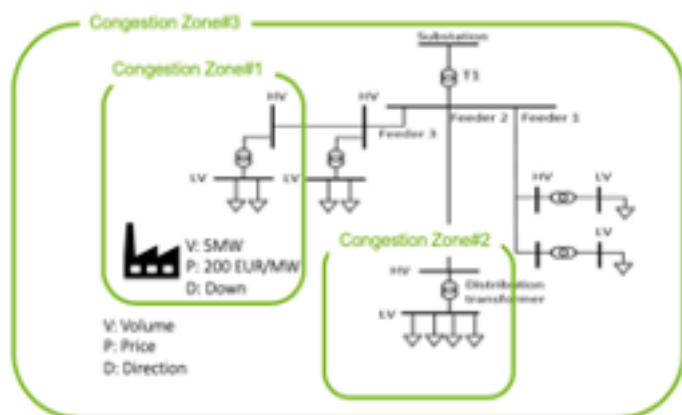 Congestion Zone#3
Substation
Congestion Zone#1
T1
HV
HV
Feeder 3
Feeder 2
Feeder 1
LV
LV
HV
LV
LV
V: 5MW
P: 200 EUR/MW
D: Down
Congestion Zone#2
HV
Distribution
transformer
LV
V: Volume
P: Price
D: Direction